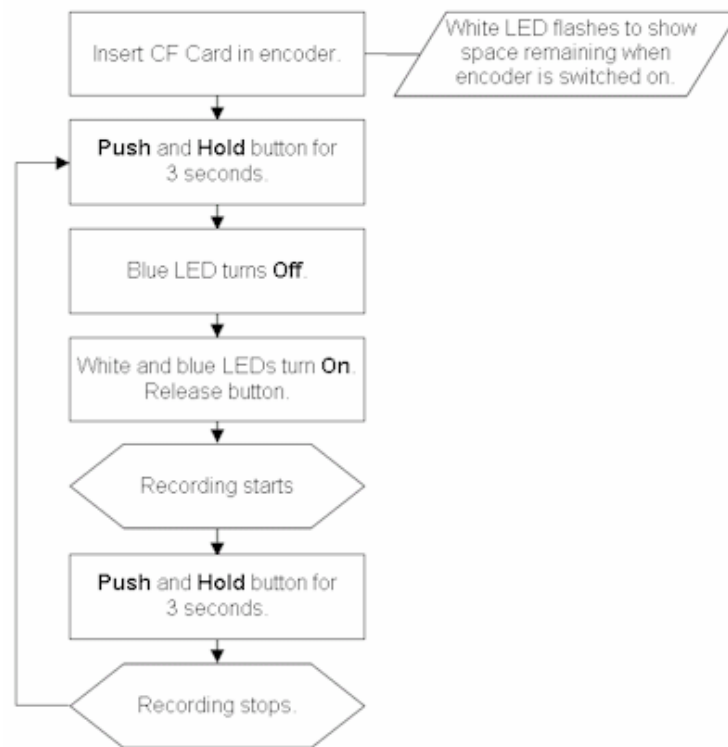 Insert CF Card in encoder.
White LED flashes to show
space remaining when
encoder is switched on.
Push and Hold button for
3 seconds.
Blue LED turns Off.
White and blue LEDs turn On.
Release button.
Recording starts
Push and Hold button for
3 seconds.
Recording stops.